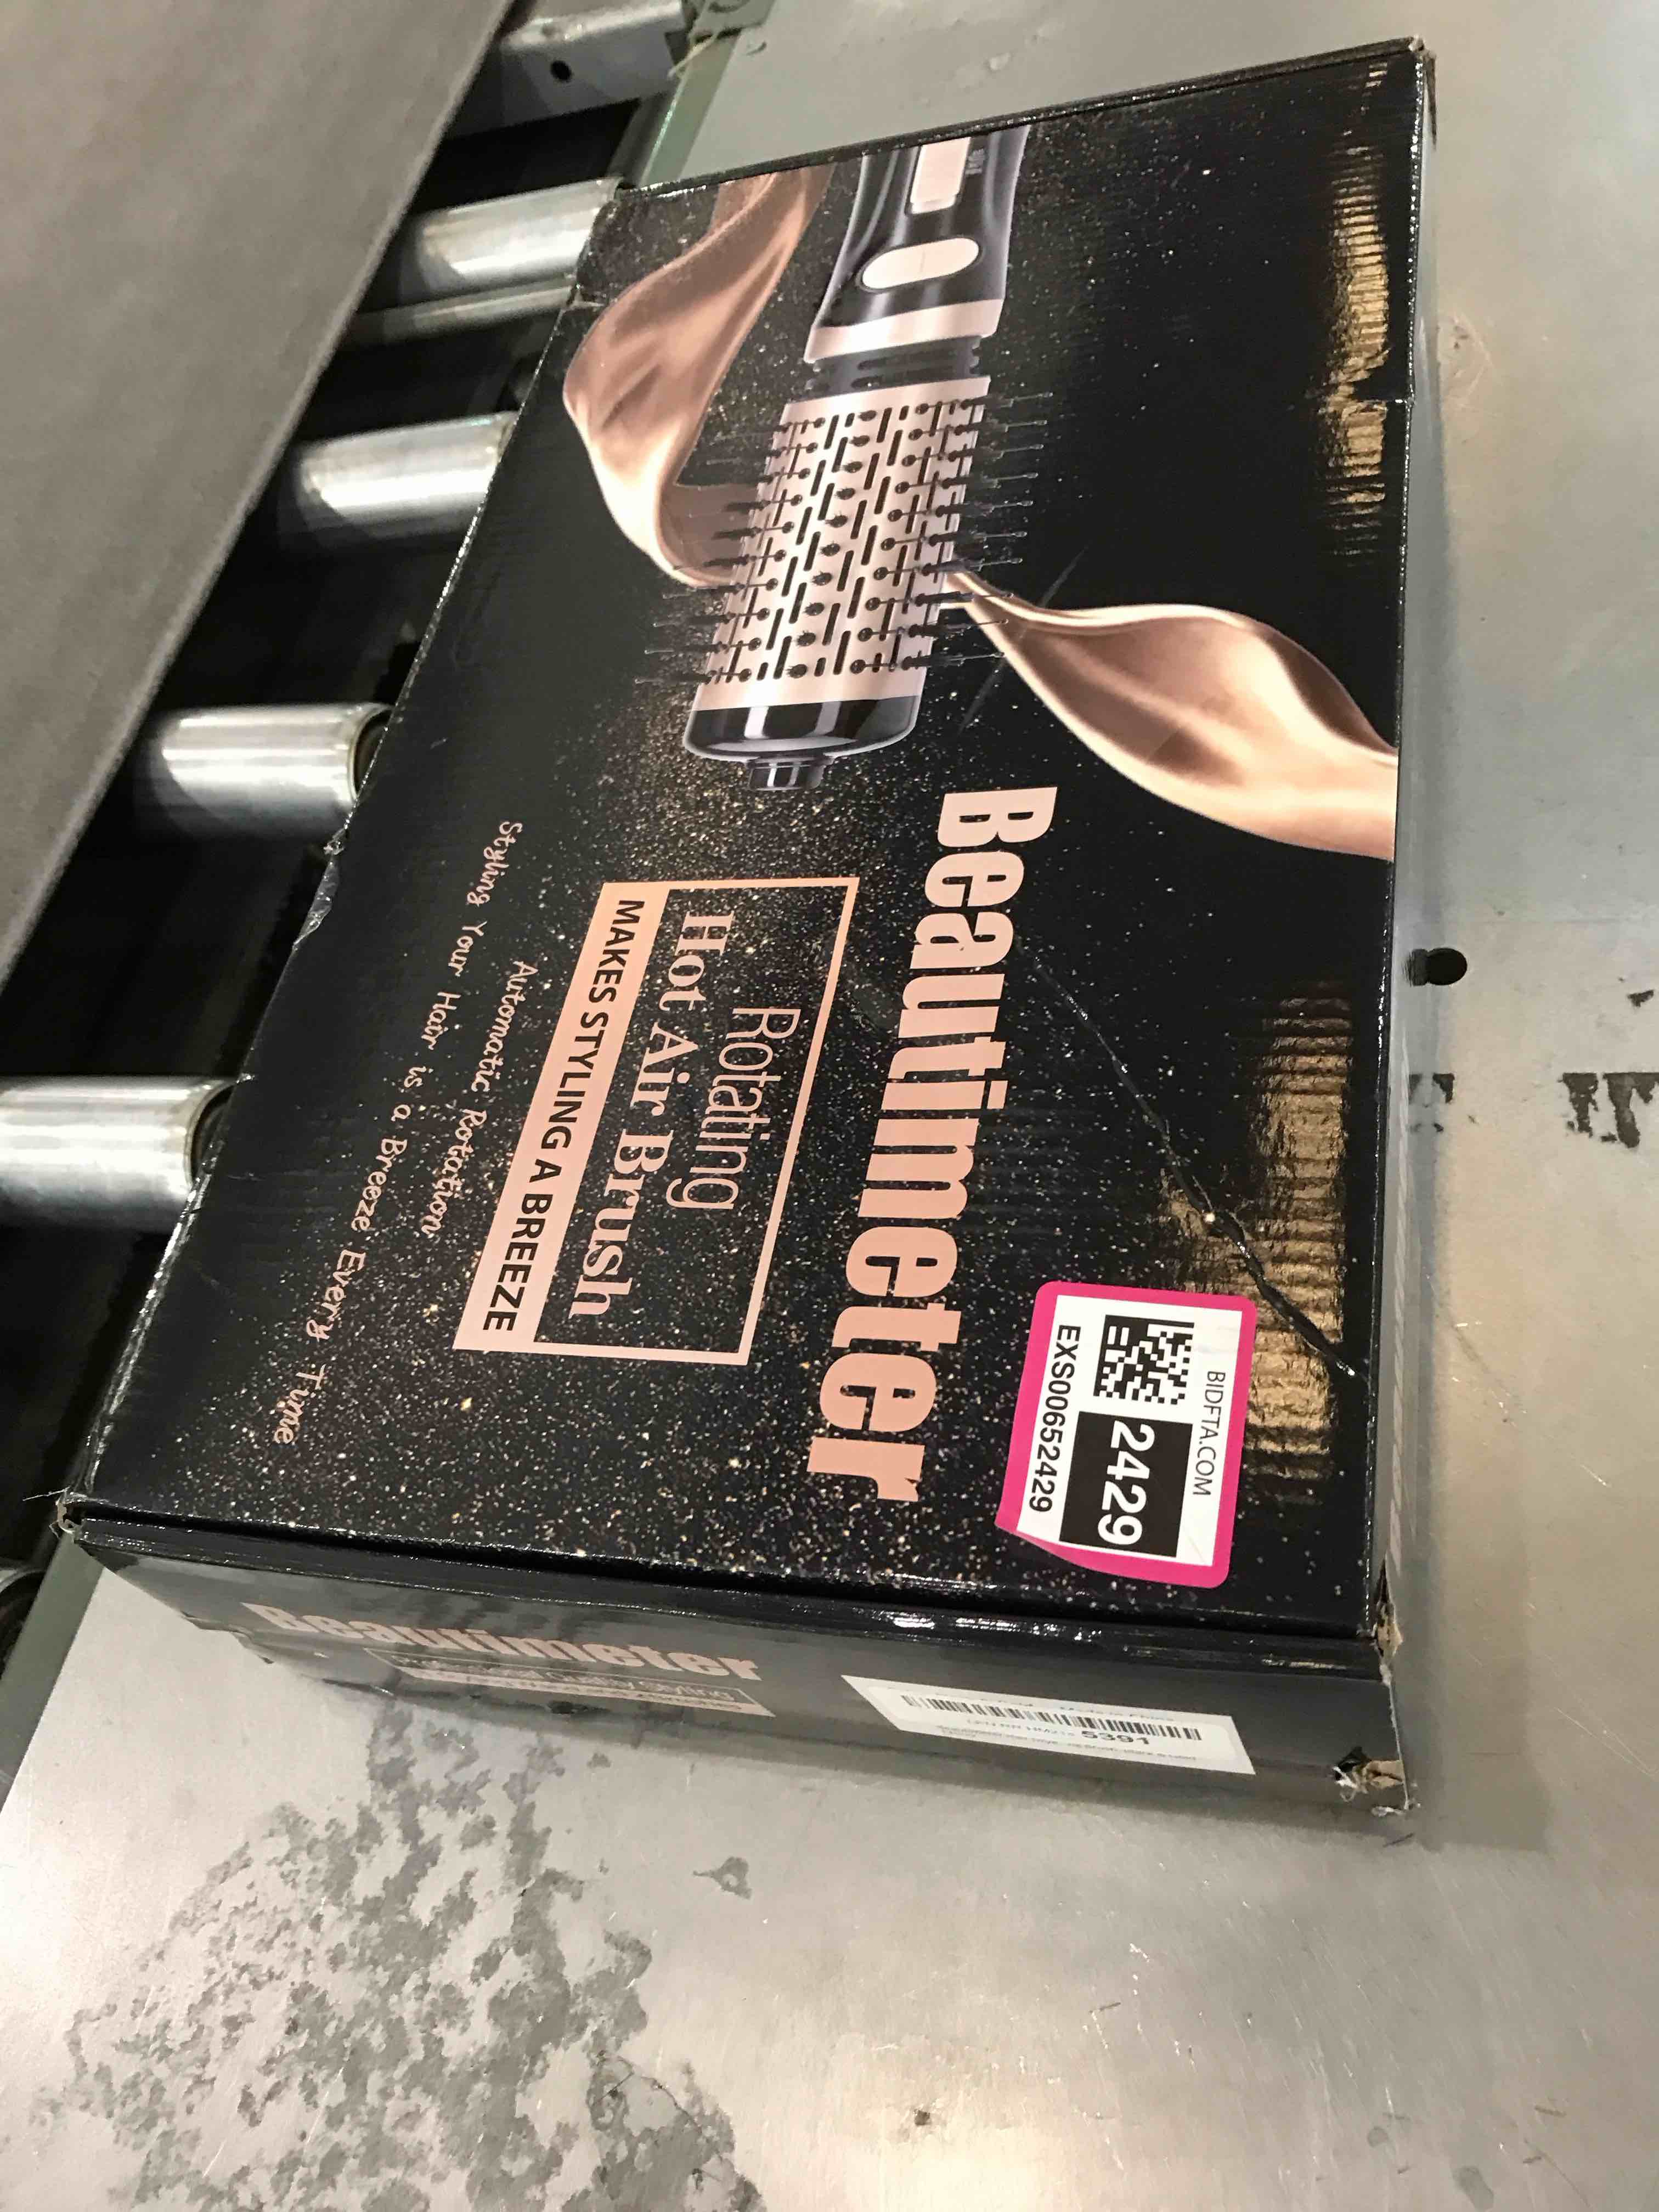 Beautimeter
Rotating
Hot Air Brush
MAKES STYLING A BREEZE
Automatic Rotation
Styling Your Hair is a Breeze Every Time
BIDFTA.COM
2429
EXS00652429
Beautimeter
5391